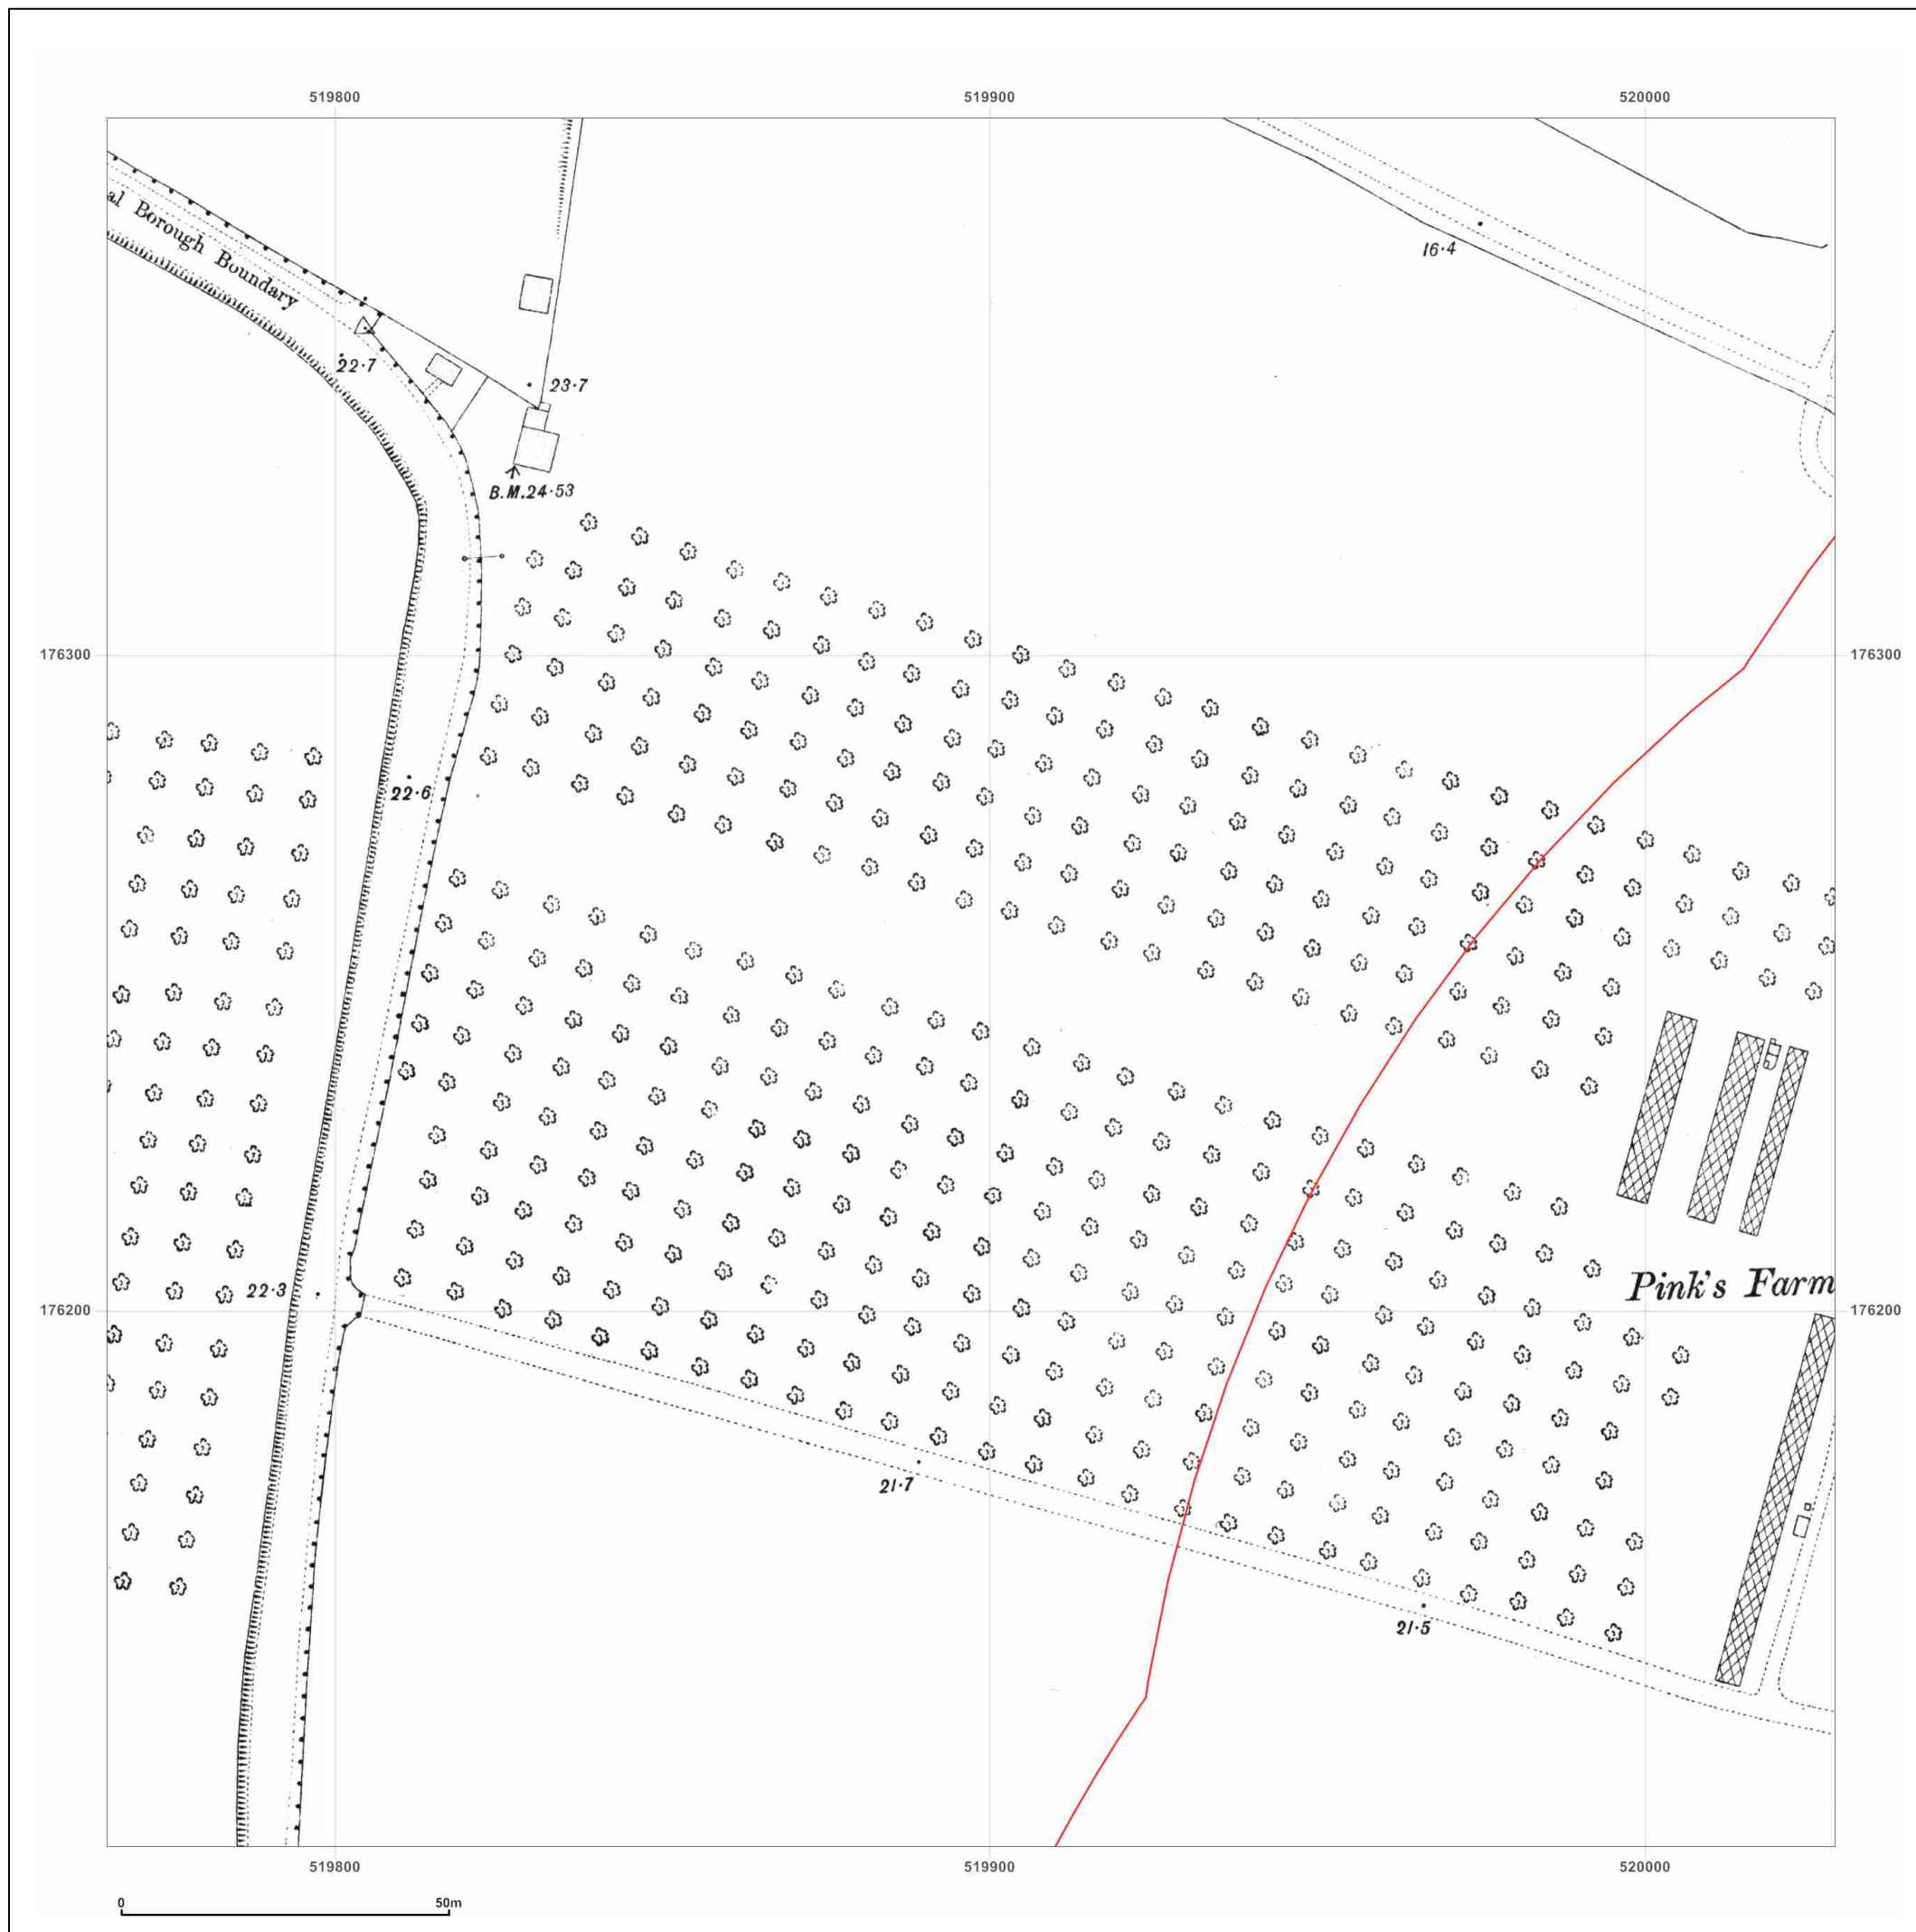 519800 519900 520000
al Borough Boundary
16·4
22·7
23·7
B.M.24·53
176300 176300
22·6
Pink's Farm
22·3
176200 176200
21·7
21·5
519800 519900 520000
0 50m